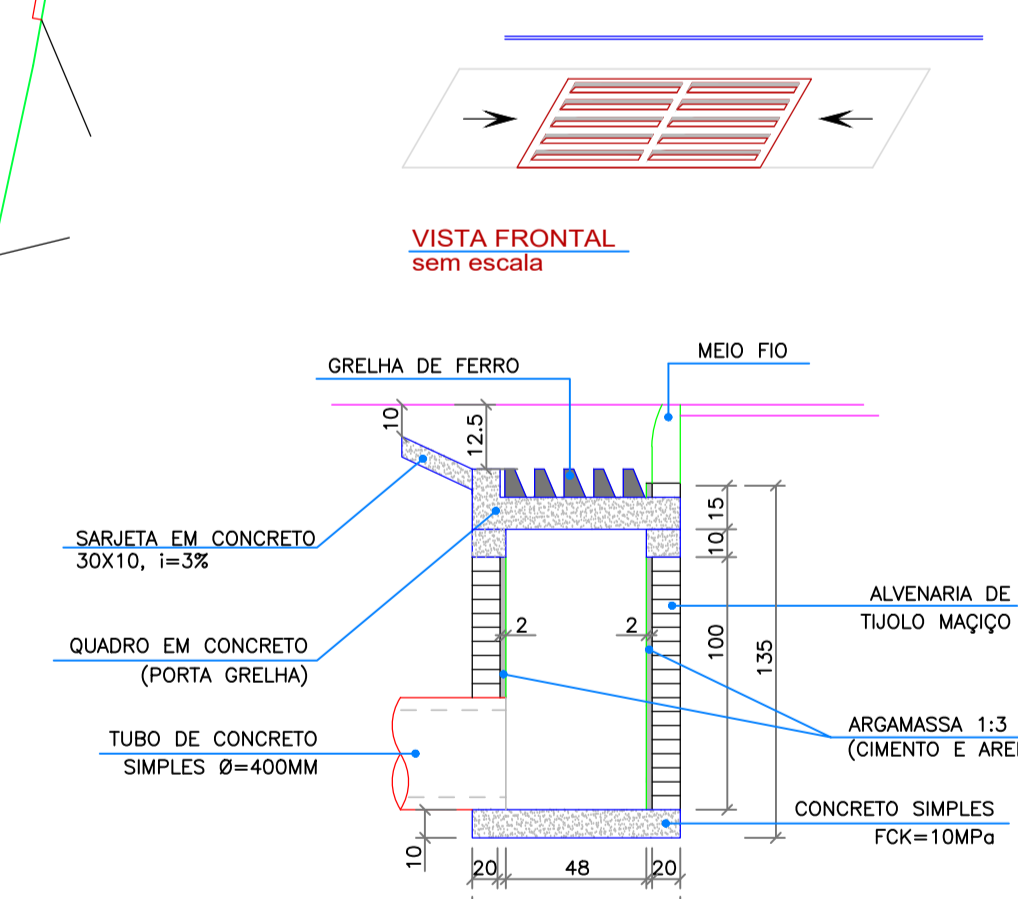 VISTA FRONTAL
sem escala
MEIO FIO
GRELHA DE FERRO
10
12.5
15
SARJETA EM CONCRETO
30X10, i=3%
10
ALVENARIA DE
TIJOLO MAÇIÇO
2
2
100
135
QUADRO EM CONCRETO
(PORTA GRELHA)
ARGAMASSA 1:3
(CIMENTO E
TUBO DE CONCRETO
SIMPLES Ø=400MM
CONCRETO SIMPLES
FCK=10MPa
10
20
48
20